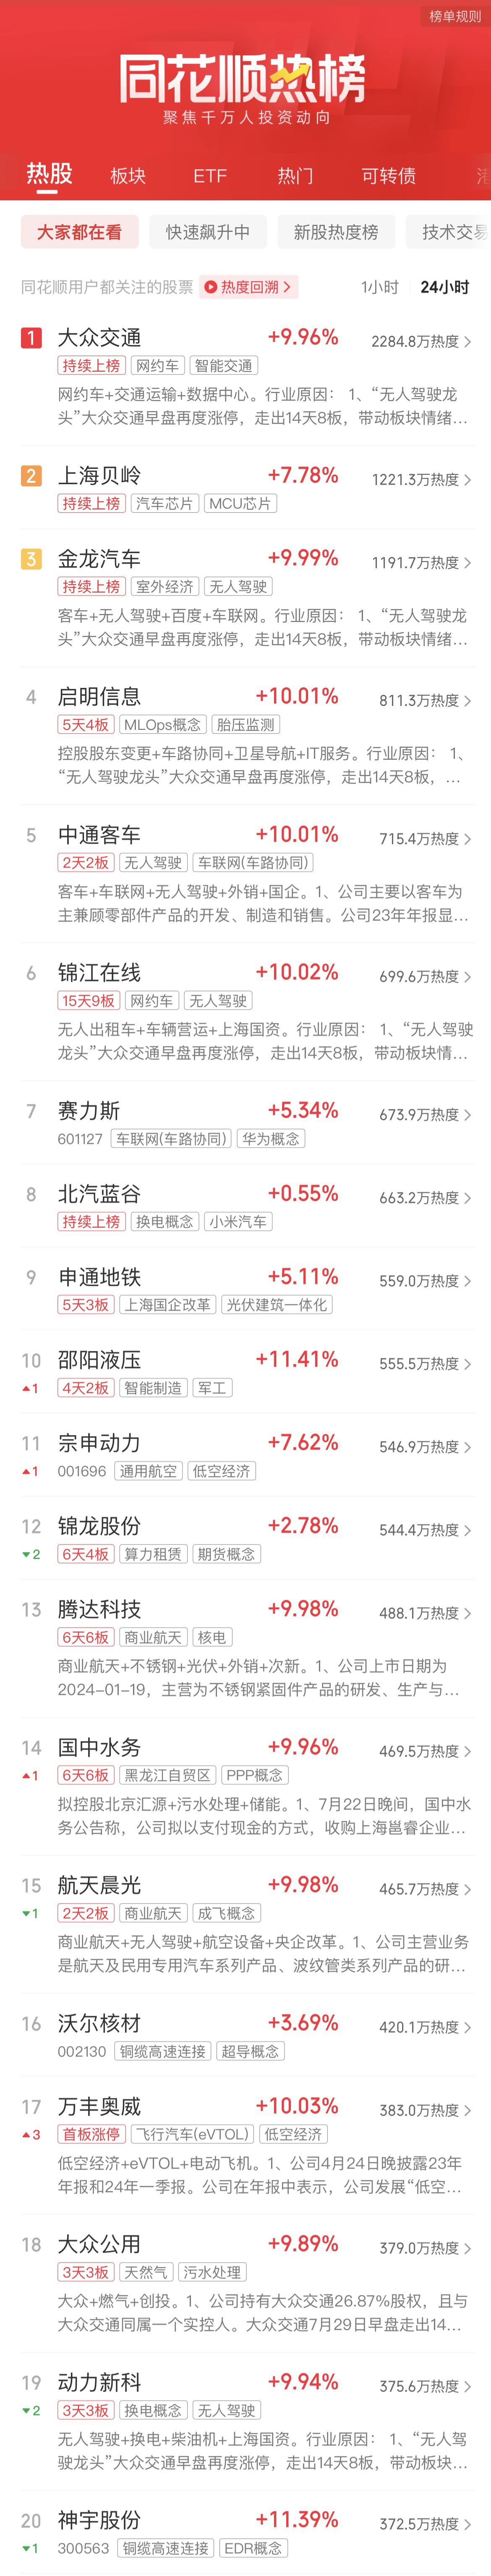 榜单规则
同花顺热榜
聚焦千万人投资动向
热股 板块 ETF 热门 可转债
大家都在看 快速飙升中 新股热度榜 技术交易
同花顺用户都关注的股票 热度回溯 1小时 24小时
1 大众交通 +9.96% 2284.8万热度
持续上榜 网约车 智能交通
网约车+交通运输+数据中心。行业原因： 1、“无人驾驶龙
头”大众交通早盘再度涨停，走出14天8板，带动板块情绪...
2 上海贝岭 +7.78% 1221.3万热度
持续上榜 汽车芯片 MCU芯片
3 金龙汽车 +9.99% 1191.7万热度
持续上榜 室外经济 无人驾驶
客车+无人驾驶+百度+车联网。行业原因： 1、“无人驾驶龙
头”大众交通早盘再度涨停，走出14天8板，带动板块情绪...
4 启明信息 +10.01% 811.3万热度
5天4板 MLOps概念 胎压监测
控股股东变更+车路协同+卫星导航+IT服务。行业原因： 1、
“无人驾驶龙头”大众交通早盘再度涨停，走出14天8板，...
5 中通客车 +10.01% 715.4万热度
2天2板 无人驾驶 车联网(车路协同)
客车+车联网+无人驾驶+外销+国企。1、公司主要以客车为
主兼顾零部件产品的开发、制造和销售。公司23年年报显...
6 锦江在线 +10.02% 699.6万热度
15天9板 网约车 无人驾驶
无人出租车+车辆营运+上海国资。行业原因： 1、“无人驾驶
龙头”大众交通早盘再度涨停，走出14天8板，带动板块情...
7 赛力斯 +5.34% 673.9万热度
601127 车联网(车路协同) 华为概念
8 北汽蓝谷 +0.55% 663.2万热度
持续上榜 换电概念 小米汽车
9 申通地铁 +5.11% 559.0万热度
5天3板 上海国企改革 光伏建筑一体化
10 邵阳液压 +11.41% 555.5万热度
1 4天2板 智能制造 军工
11 宗申动力 +7.62% 546.9万热度
1 001696 通用航空 低空经济
12 锦龙股份 +2.78% 544.4万热度
2 6天4板 算力租赁 期货概念
13 腾达科技 +9.98% 488.1万热度
6天6板 商业航天 核电
商业航天+不锈钢+光伏+外销+次新。1、公司上市日期为
2024-01-19，主营为不锈钢紧固件产品的研发、生产与...
14 国中水务 +9.96% 469.5万热度
1 6天6板 黑龙江自贸区 PPP概念
拟控股北京汇源+污水处理+储能。1、7月22日晚间，国中水
务公告称，公司拟以支付现金的方式，收购上海邕睿企业...
15 航天晨光 +9.98% 465.7万热度
1 2天2板 商业航天 成飞概念
商业航天+无人驾驶+航空设备+央企改革。1、公司主营业务
是航天及民用专用汽车系列产品、波纹管类系列产品的研...
16 沃尔核材 +3.69% 420.1万热度
002130 铜缆高速连接 超导概念
17 万丰奥威 +10.03% 383.0万热度
3 首板涨停 飞行汽车(eVTOL) 低空经济
低空经济+eVTOL+电动飞机。1、公司4月24日晚披露23年
年报和24年一季报。公司在年报中表示，公司发展“低空...
18 大众公用 +9.89% 379.0万热度
3天3板 天然气 污水处理
大众+燃气+创投。1、公司持有大众交通26.87%股权，且与
大众交通同属一个实控人。大众交通7月29日早盘走出14...
19 动力新科 +9.94% 375.6万热度
2 3天3板 换电概念 无人驾驶
无人驾驶+换电+柴油机+上海国资。行业原因： 1、“无人驾
驶龙头”大众交通早盘再度涨停，走出14天8板，带动板块...
20 神宇股份 +11.39% 372.5万热度
1 300563 铜缆高速连接 EDR概念